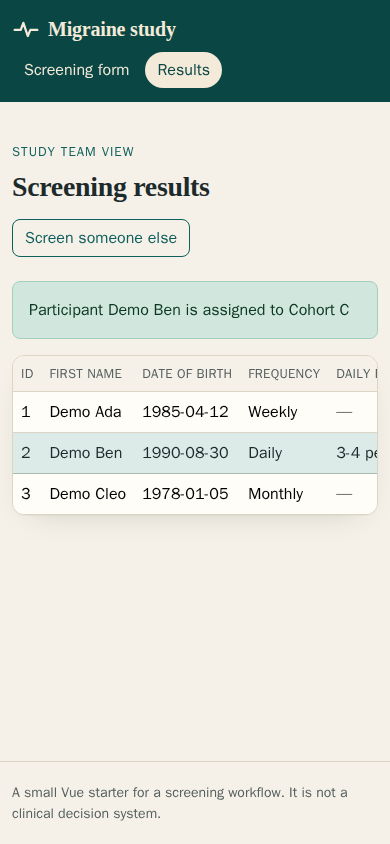 Migraine study
Screening form Results
STUDY TEAM VIEW
Screening results
Screen someone else
Participant Demo Ben is assigned to Cohort C
ID FIRST NAME DATE OF BIRTH FREQUENCY DAILY
1 Demo Ada 1985-04-12 Weekly —
2 Demo Ben 1990-08-30 Daily 3-4
3 Demo Cleo 1978-01-05 Monthly —
A small Vue starter for a screening workflow. It is not a
clinical decision system.